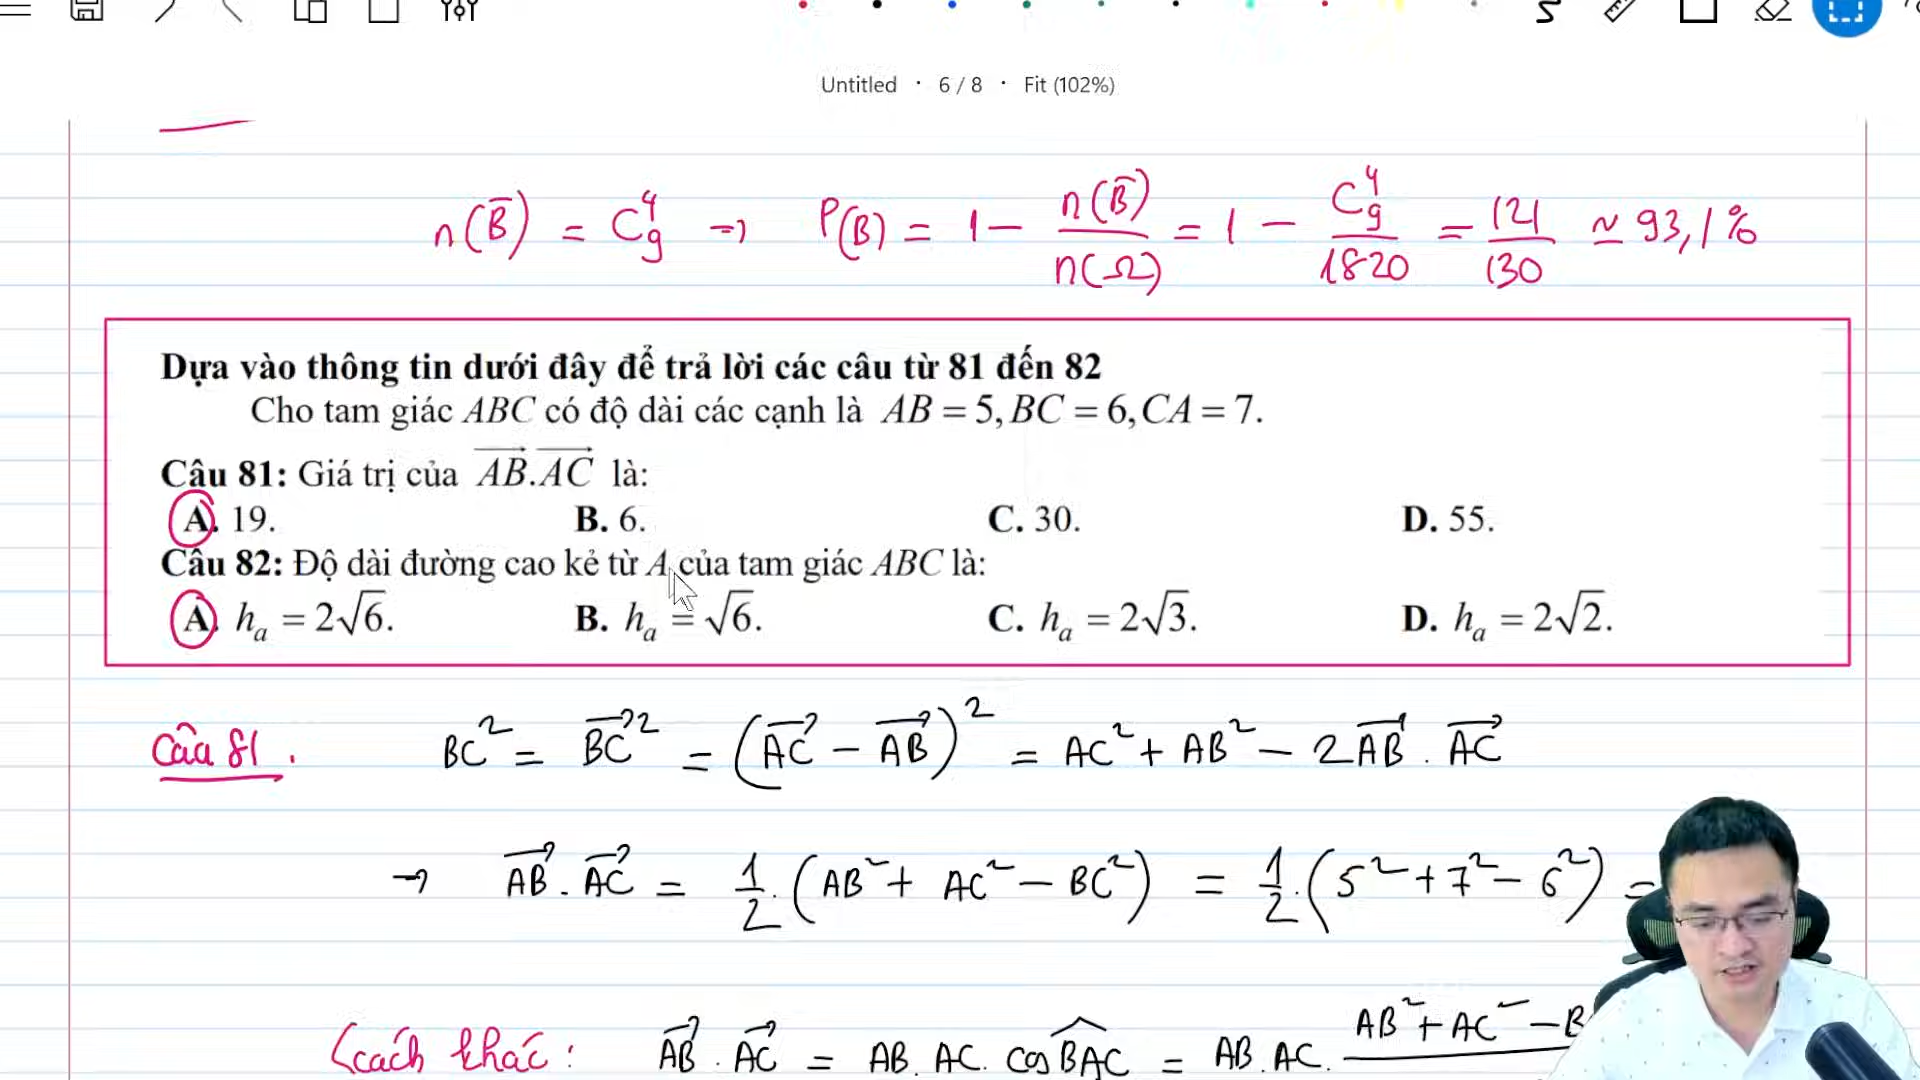 Untitled · 6 / 8 · Fit (102%)
n(B̅) = C₉⁴ → P(B) = 1 − n(B̅)/n(Ω) = 1 − C₉⁴/1820 = 121/130 ≃ 93,1%
Dựa vào thông tin dưới đây để trả lời các câu từ 81 đến 82
Cho tam giác ABC có độ dài các cạnh là AB = 5, BC = 6, CA = 7.
Câu 81: Giá trị của A͞B⃗.A͞C⃗ là:
A. 19. B. 6. C. 30. D. 55.
Câu 82: Độ dài đường cao kẻ từ A của tam giác ABC là:
A. hₐ = 2√6. B. hₐ = √6. C. hₐ = 2√3. D. hₐ = 2√2.
Câu 81. BC² = BC⃗² = (AC⃗ − AB⃗)² = AC² + AB² − 2AB⃗ . AC⃗
→ AB⃗ . AC⃗ = 1/2.(AB² + AC² − BC²) = 1/2.(5² + 7² − 6²) =
(cách khác: AB⃗ . AC⃗ = AB. AC. cos B̂AC = AB. AC. AB² + AC² − B